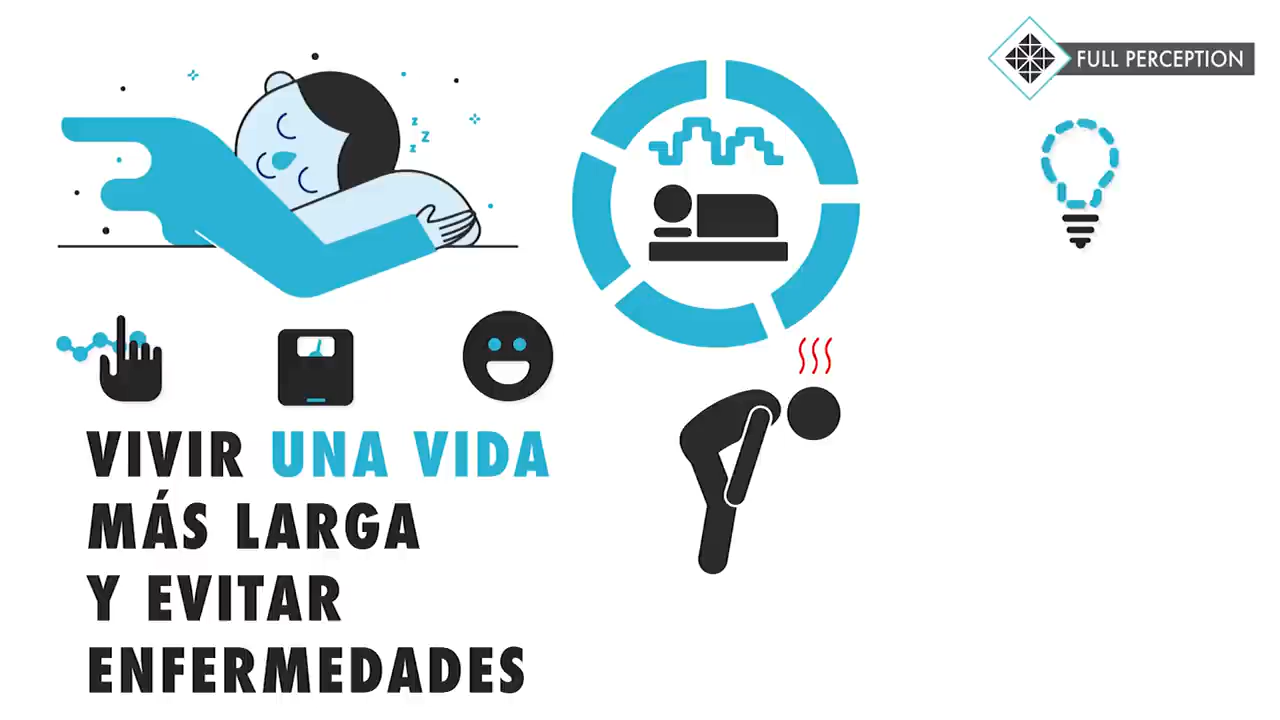 FULL PERCEPTION
z
Z
z
VIVIR UNA VIDA
MÁS LARGA
Y EVITAR
ENFERMEDADES